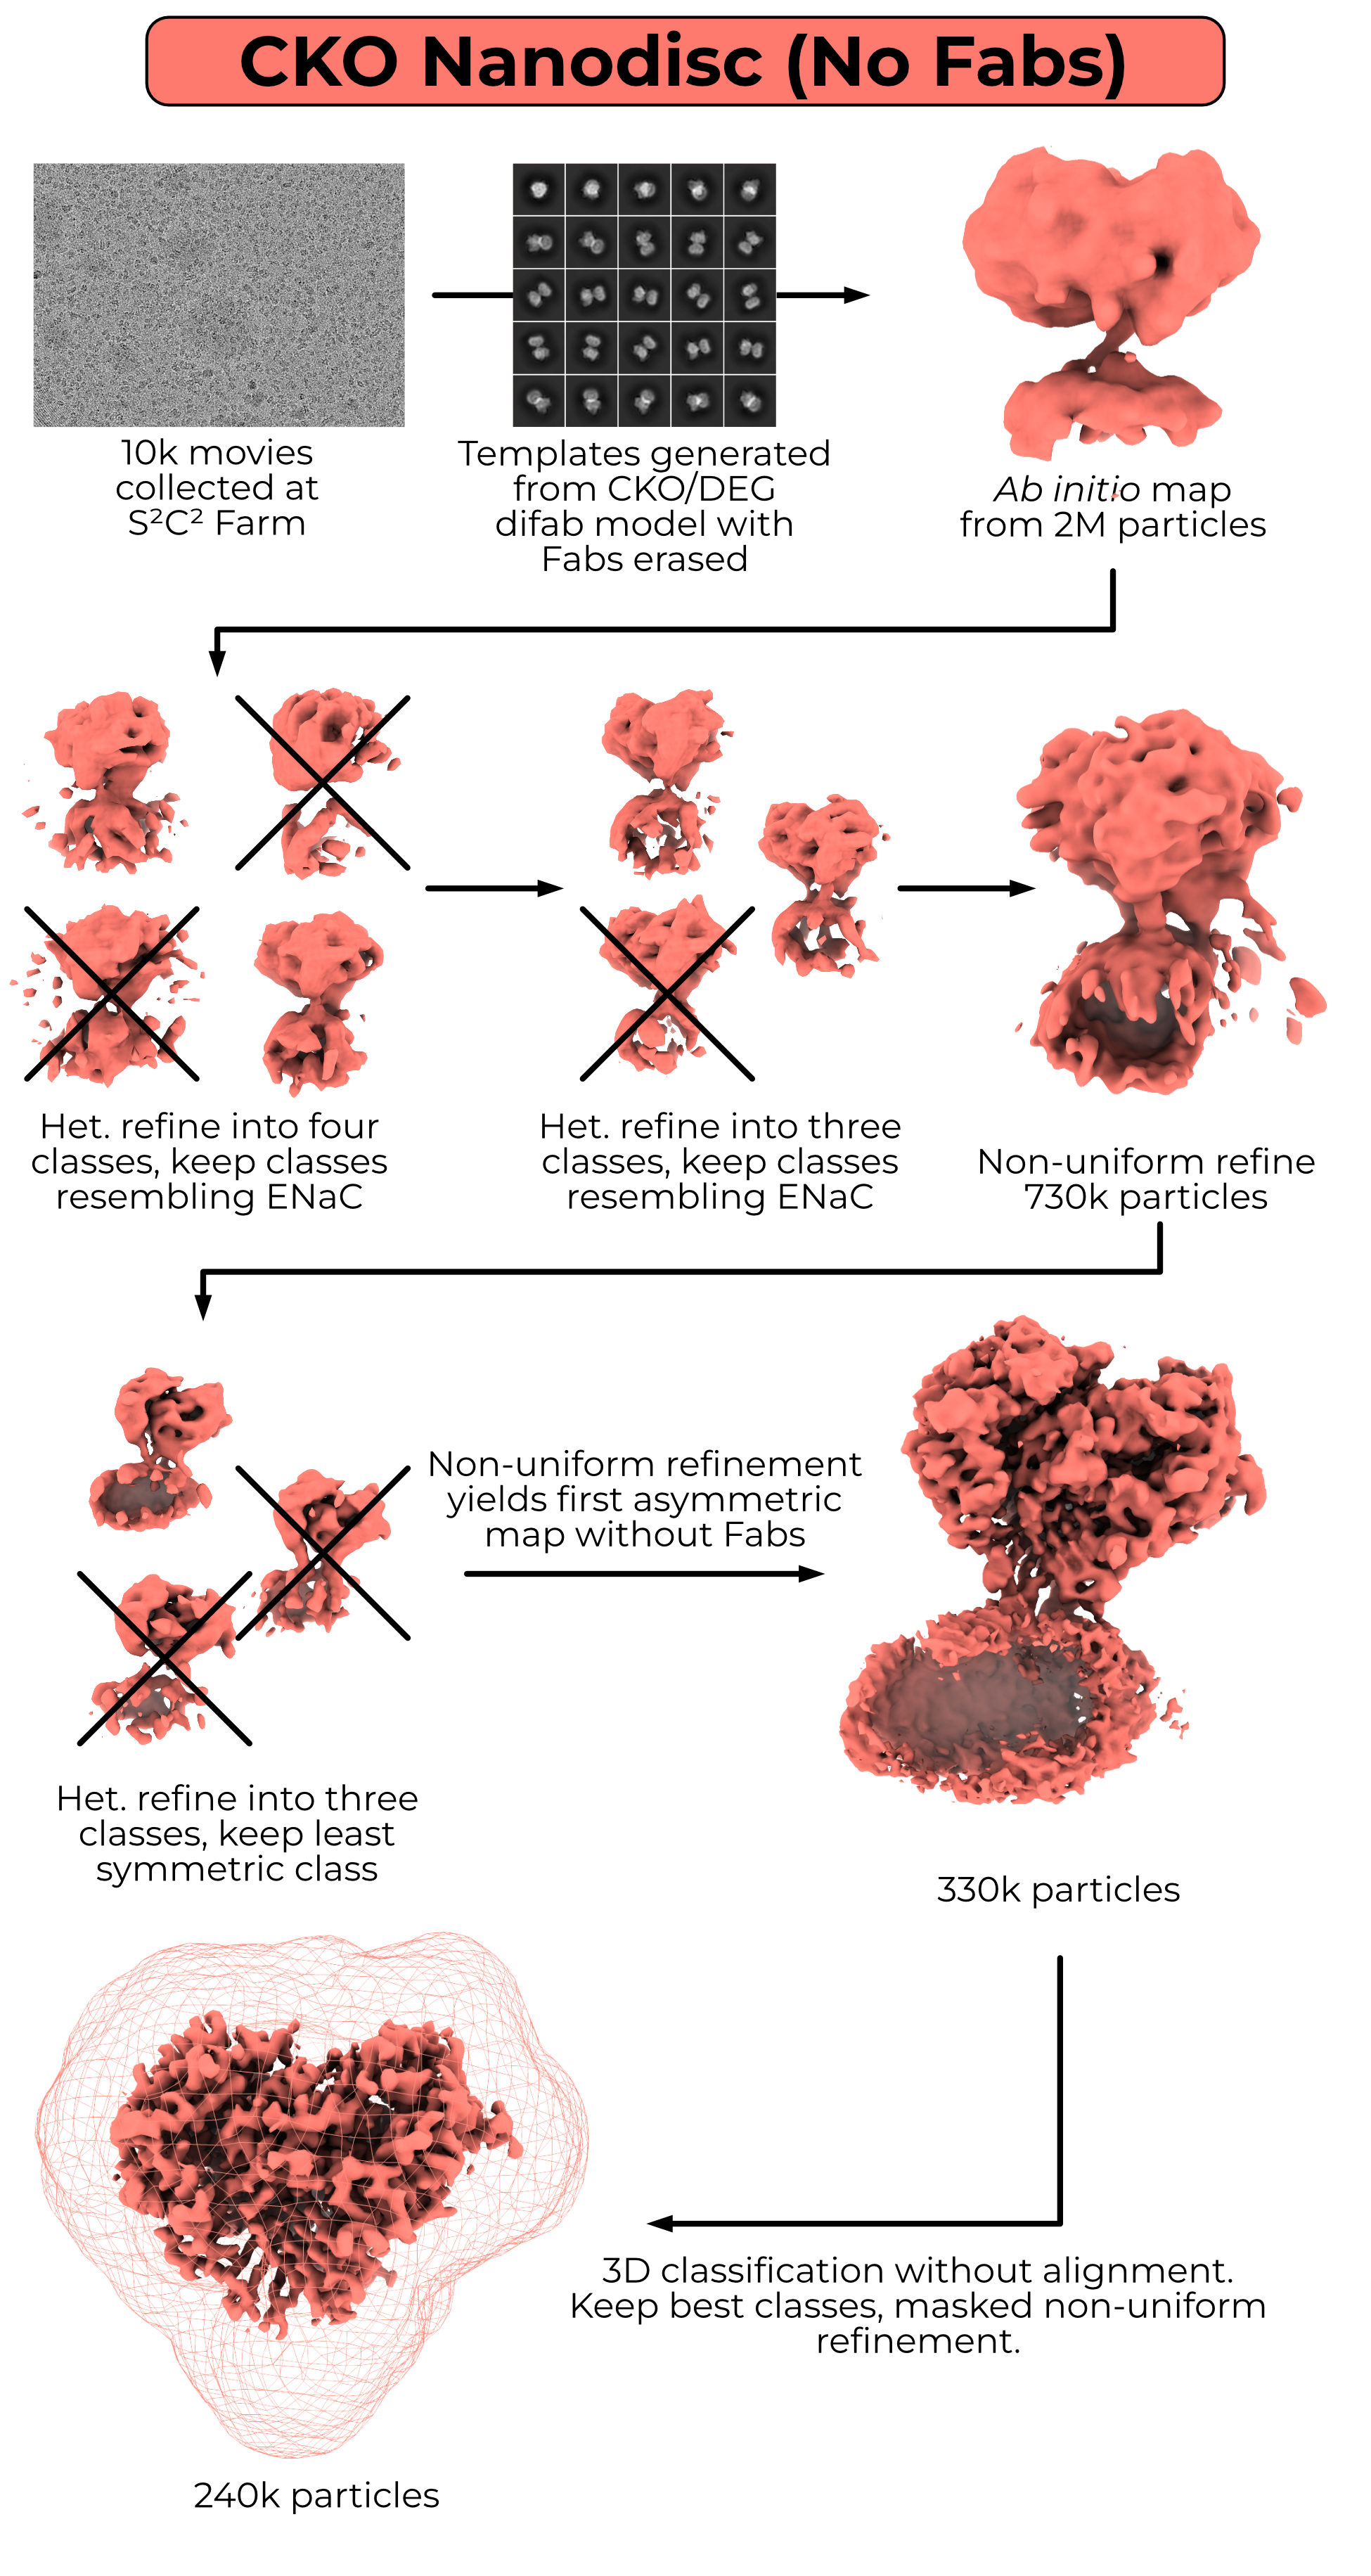 CKO Nanodisc (No Fabs)
10k movies
collected at
S²C² Farm
Templates generated
from CKO/DEG
difab model with
Fabs erased
Ab initio map
from 2M particles
Het. refine into four
classes, keep classes
resembling ENaC
Het. refine into three
classes, keep classes
resembling ENaC
Non-uniform refine
730k particles
Non-uniform refinement
yields first asymmetric
map without Fabs
Het. refine into three
classes, keep least
symmetric class
330k particles
3D classification without alignment.
Keep best classes, masked non-uniform
refinement.
240k particles